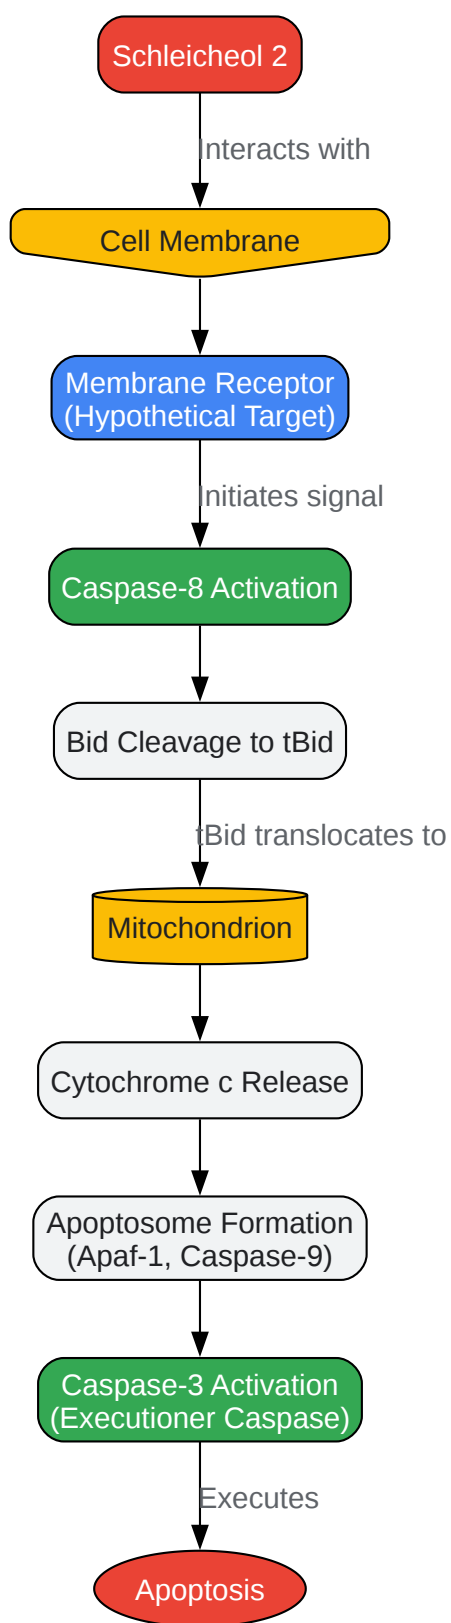 Schleicheol 2
Interacts with
Cell Membrane
Membrane Receptor
(Hypothetical Target)
Initiates signal
Caspase-8 Activation
Bid Cleavage to tBid
tBid translocates to
Mitochondrion
Cytochrome c Release
Apoptosome Formation
(Apaf-1, Caspase-9)
Caspase-3 Activation
(Executioner Caspase)
Executes
Apoptosis